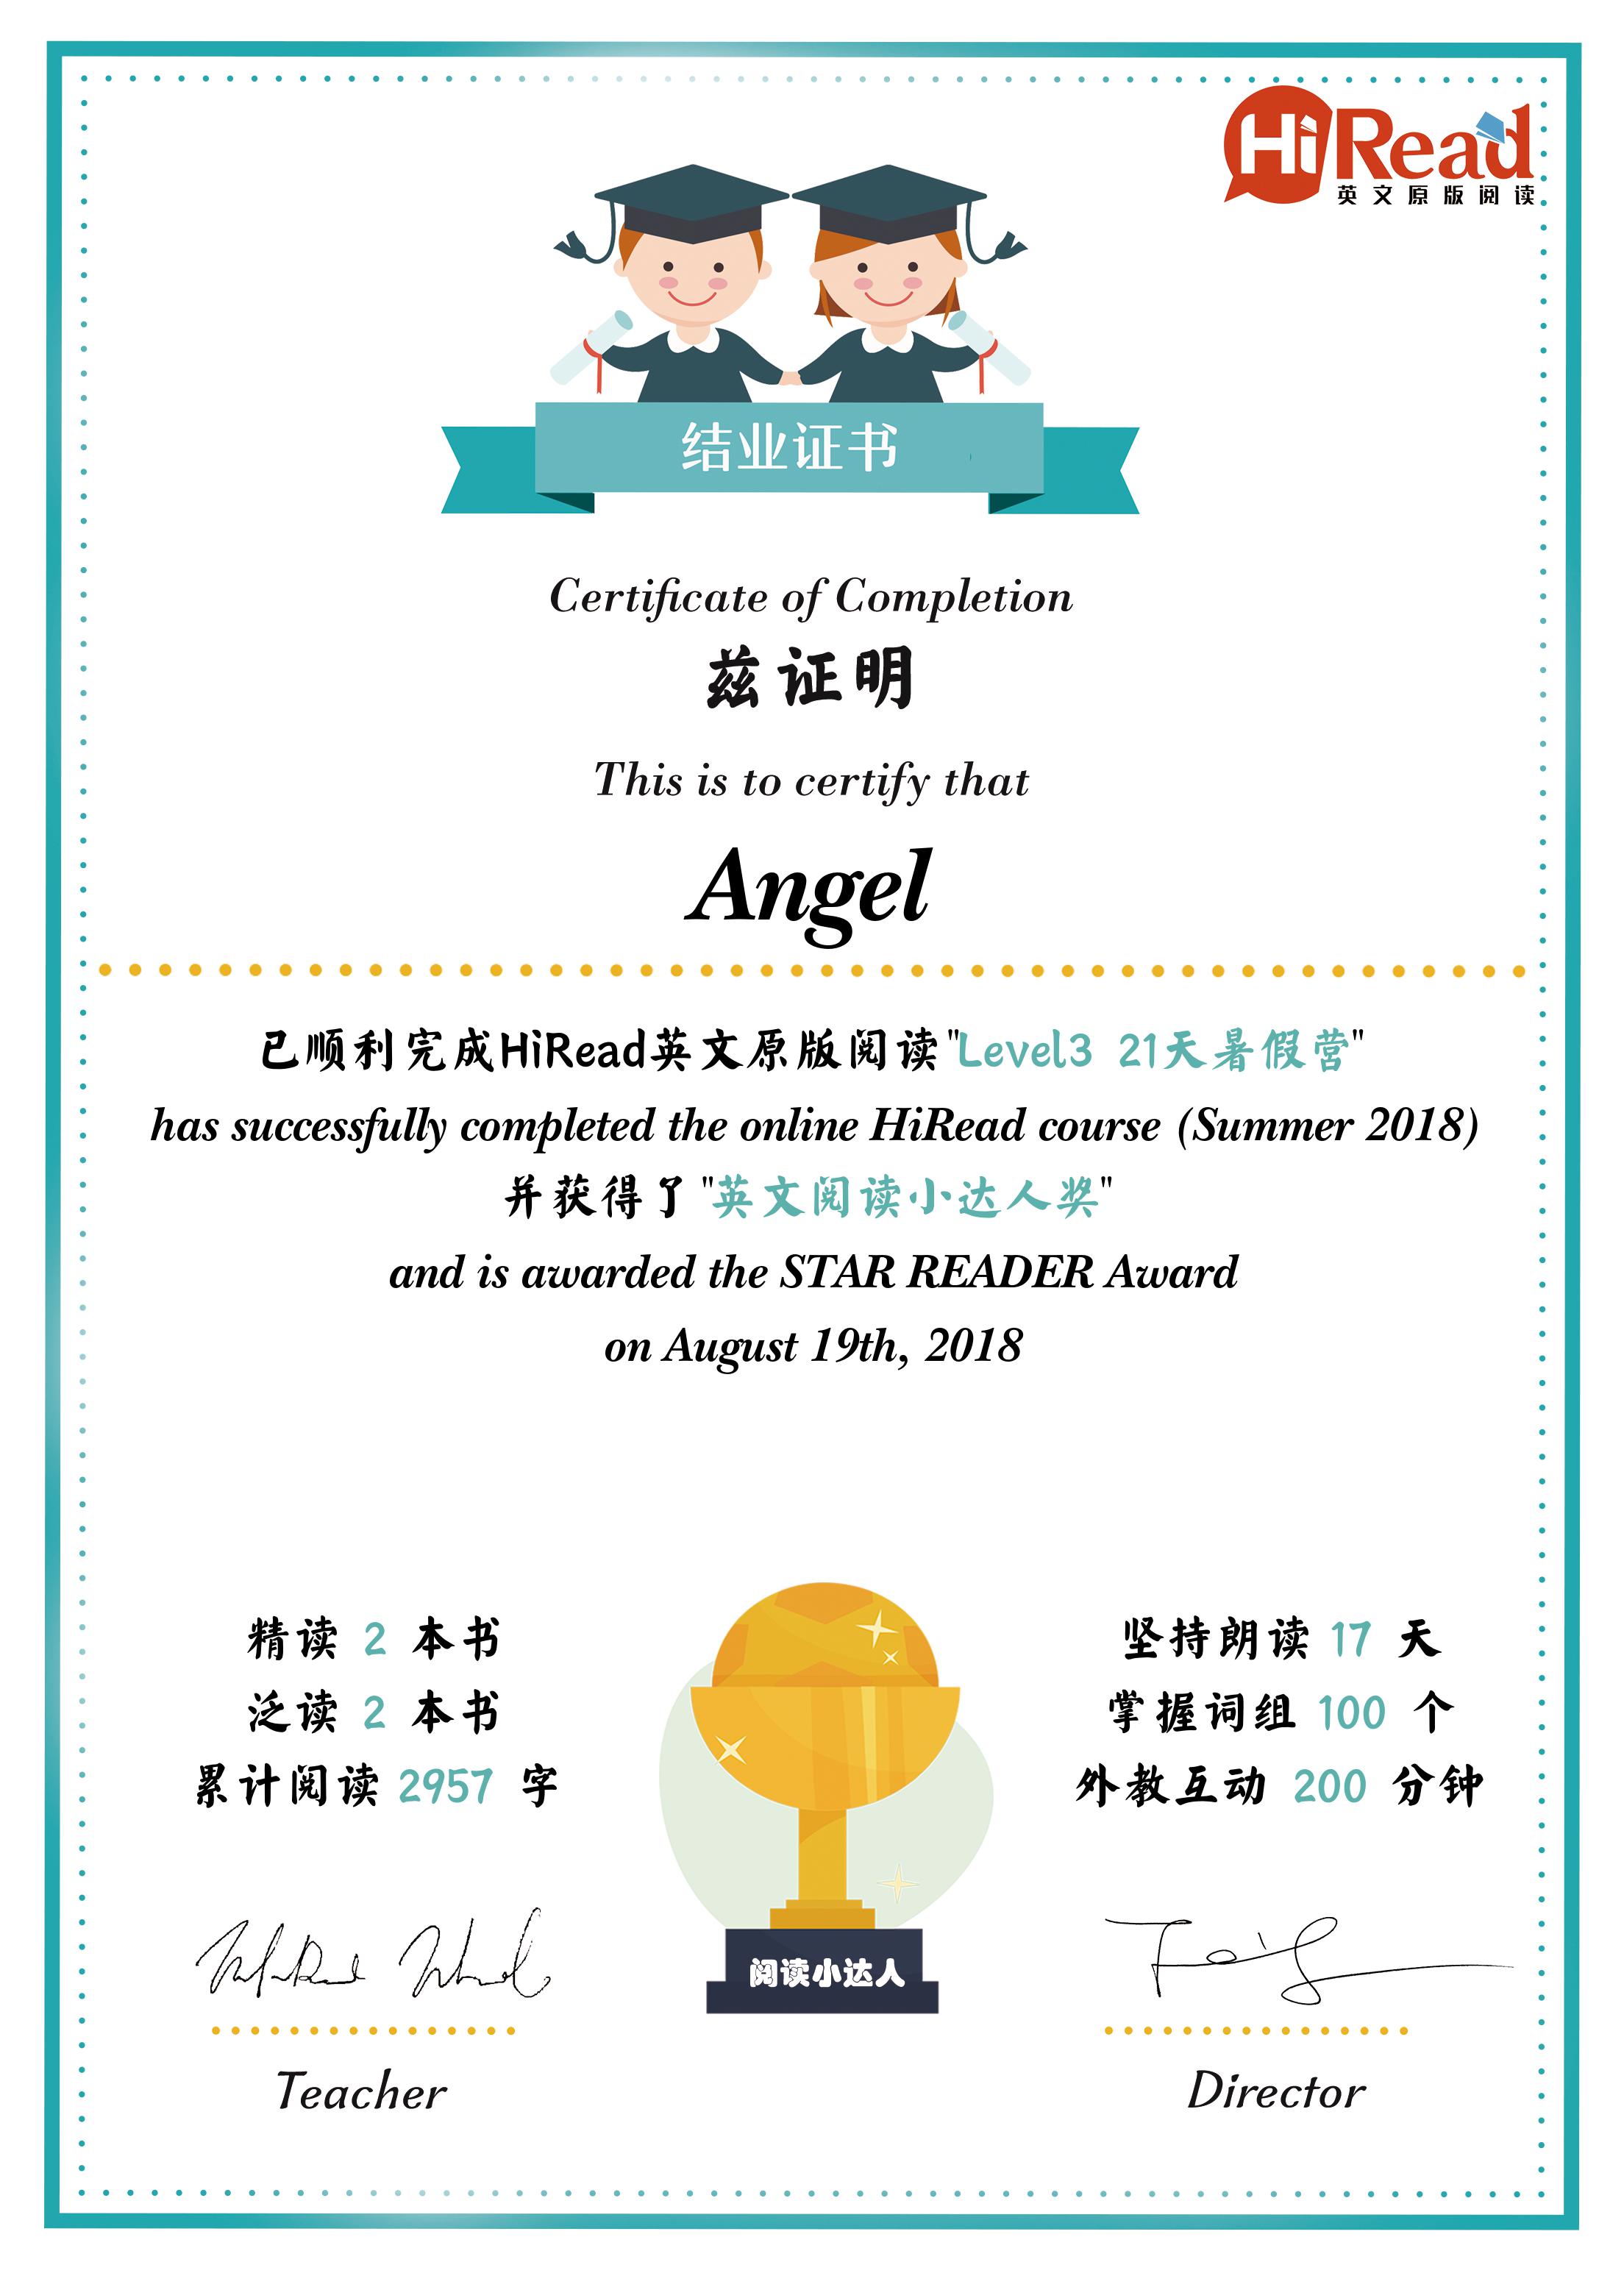 HiRead
英文原版阅读
结业证书
Certificate of Completion
兹证明
This is to certify that
Angel
已顺利完成HiRead英文原版阅读"Level3 21天暑假营"
has successfully completed the online HiRead course (Summer 2018)
并获得了"英文阅读小达人奖"
and is awarded the STAR READER Award
on August 19th, 2018
精读 2 本书
泛读 2 本书
累计阅读 2957 字
坚持朗读 17 天
掌握词组 100 个
外教互动 200 分钟
阅读小达人
Teacher
Director